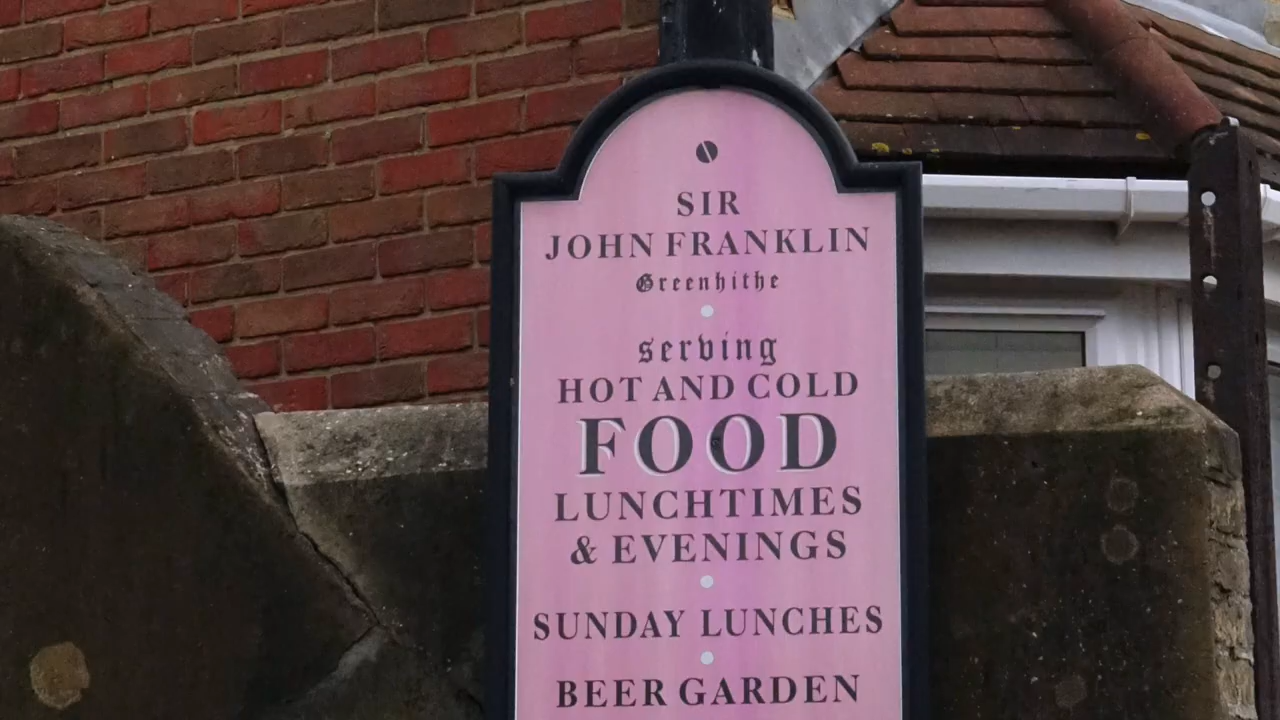 SIR
JOHN FRANKLIN
Greenhithe
serving
HOT AND COLD
FOOD
LUNCHTIMES
& EVENINGS
SUNDAY LUNCHES
BEER GARDEN